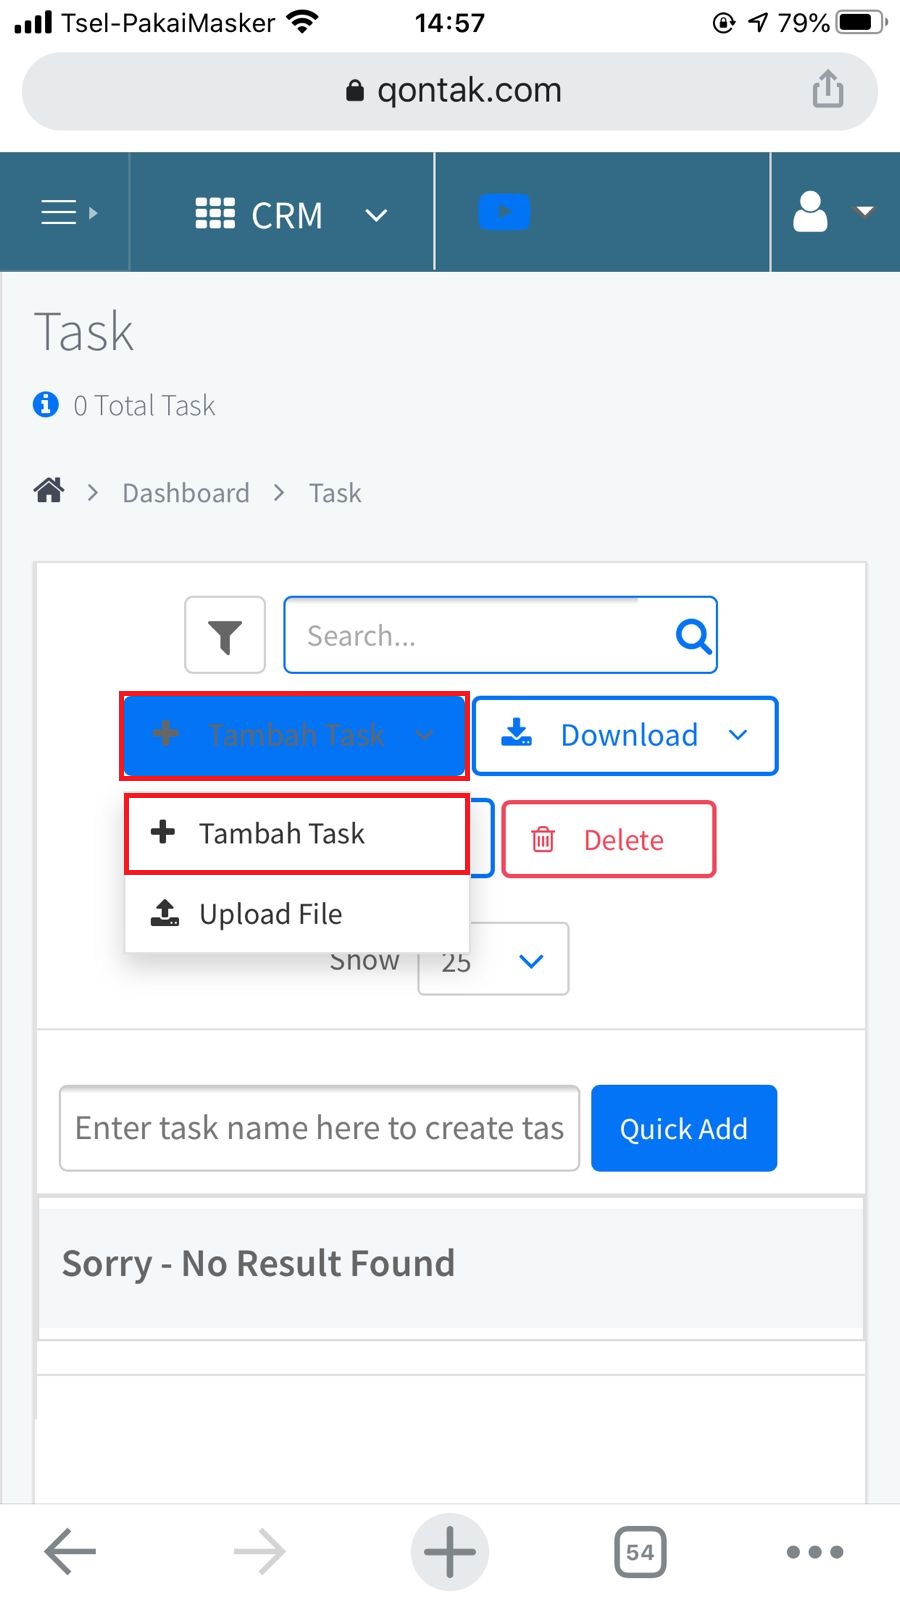 Tsel-PakaiMasker 14:57 79%
qontak.com
CRM
Task
0 Total Task
Dashboard > Task
Search...
Tambah Task Download
Tambah Task Delete
Upload File
Show 25
Enter task name here to create tas Quick Add
Sorry - No Result Found
54